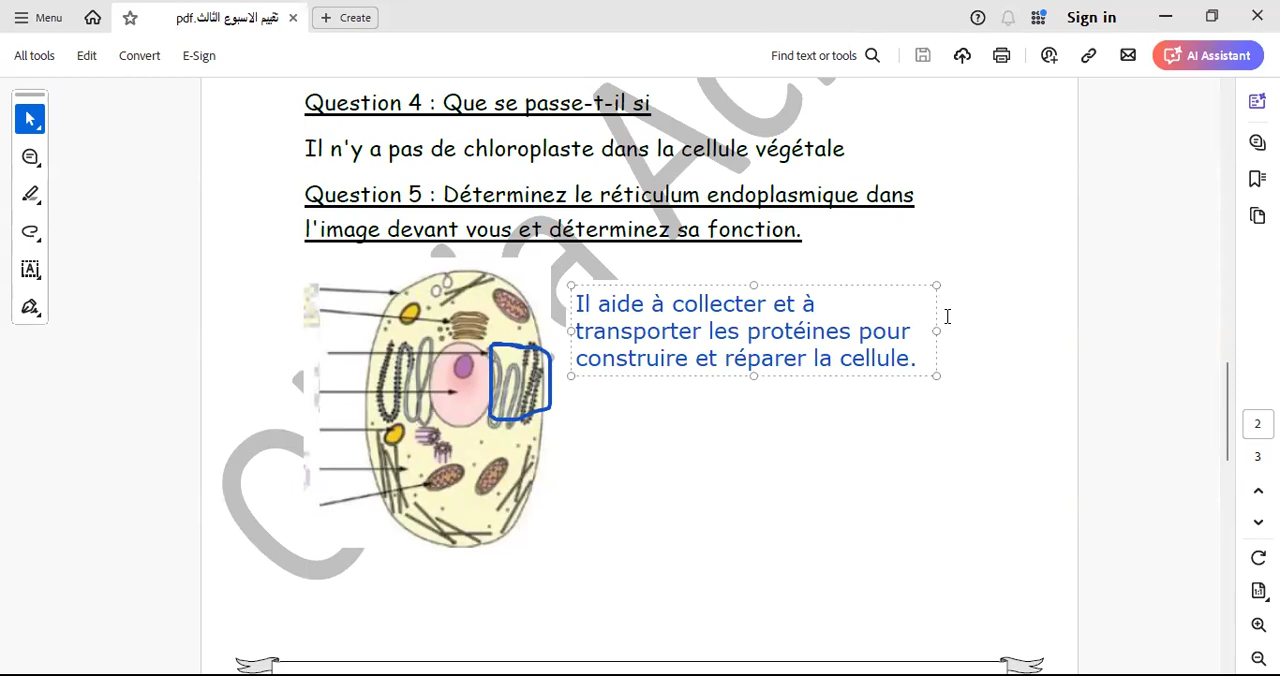 Menu
تقييم الاسبوع الثالث.pdf
Create
Sign in
All tools
Edit
Convert
E-Sign
Find text or tools
AI Assistant
Question 4 : Que se passe-t-il si
Il n'y a pas de chloroplaste dans la cellule végétale
Question 5 : Déterminez le réticulum endoplasmique dans
l'image devant vous et déterminez sa fonction.
Il aide à collecter et à
transporter les protéines pour
construire et réparer la cellule.
2
3